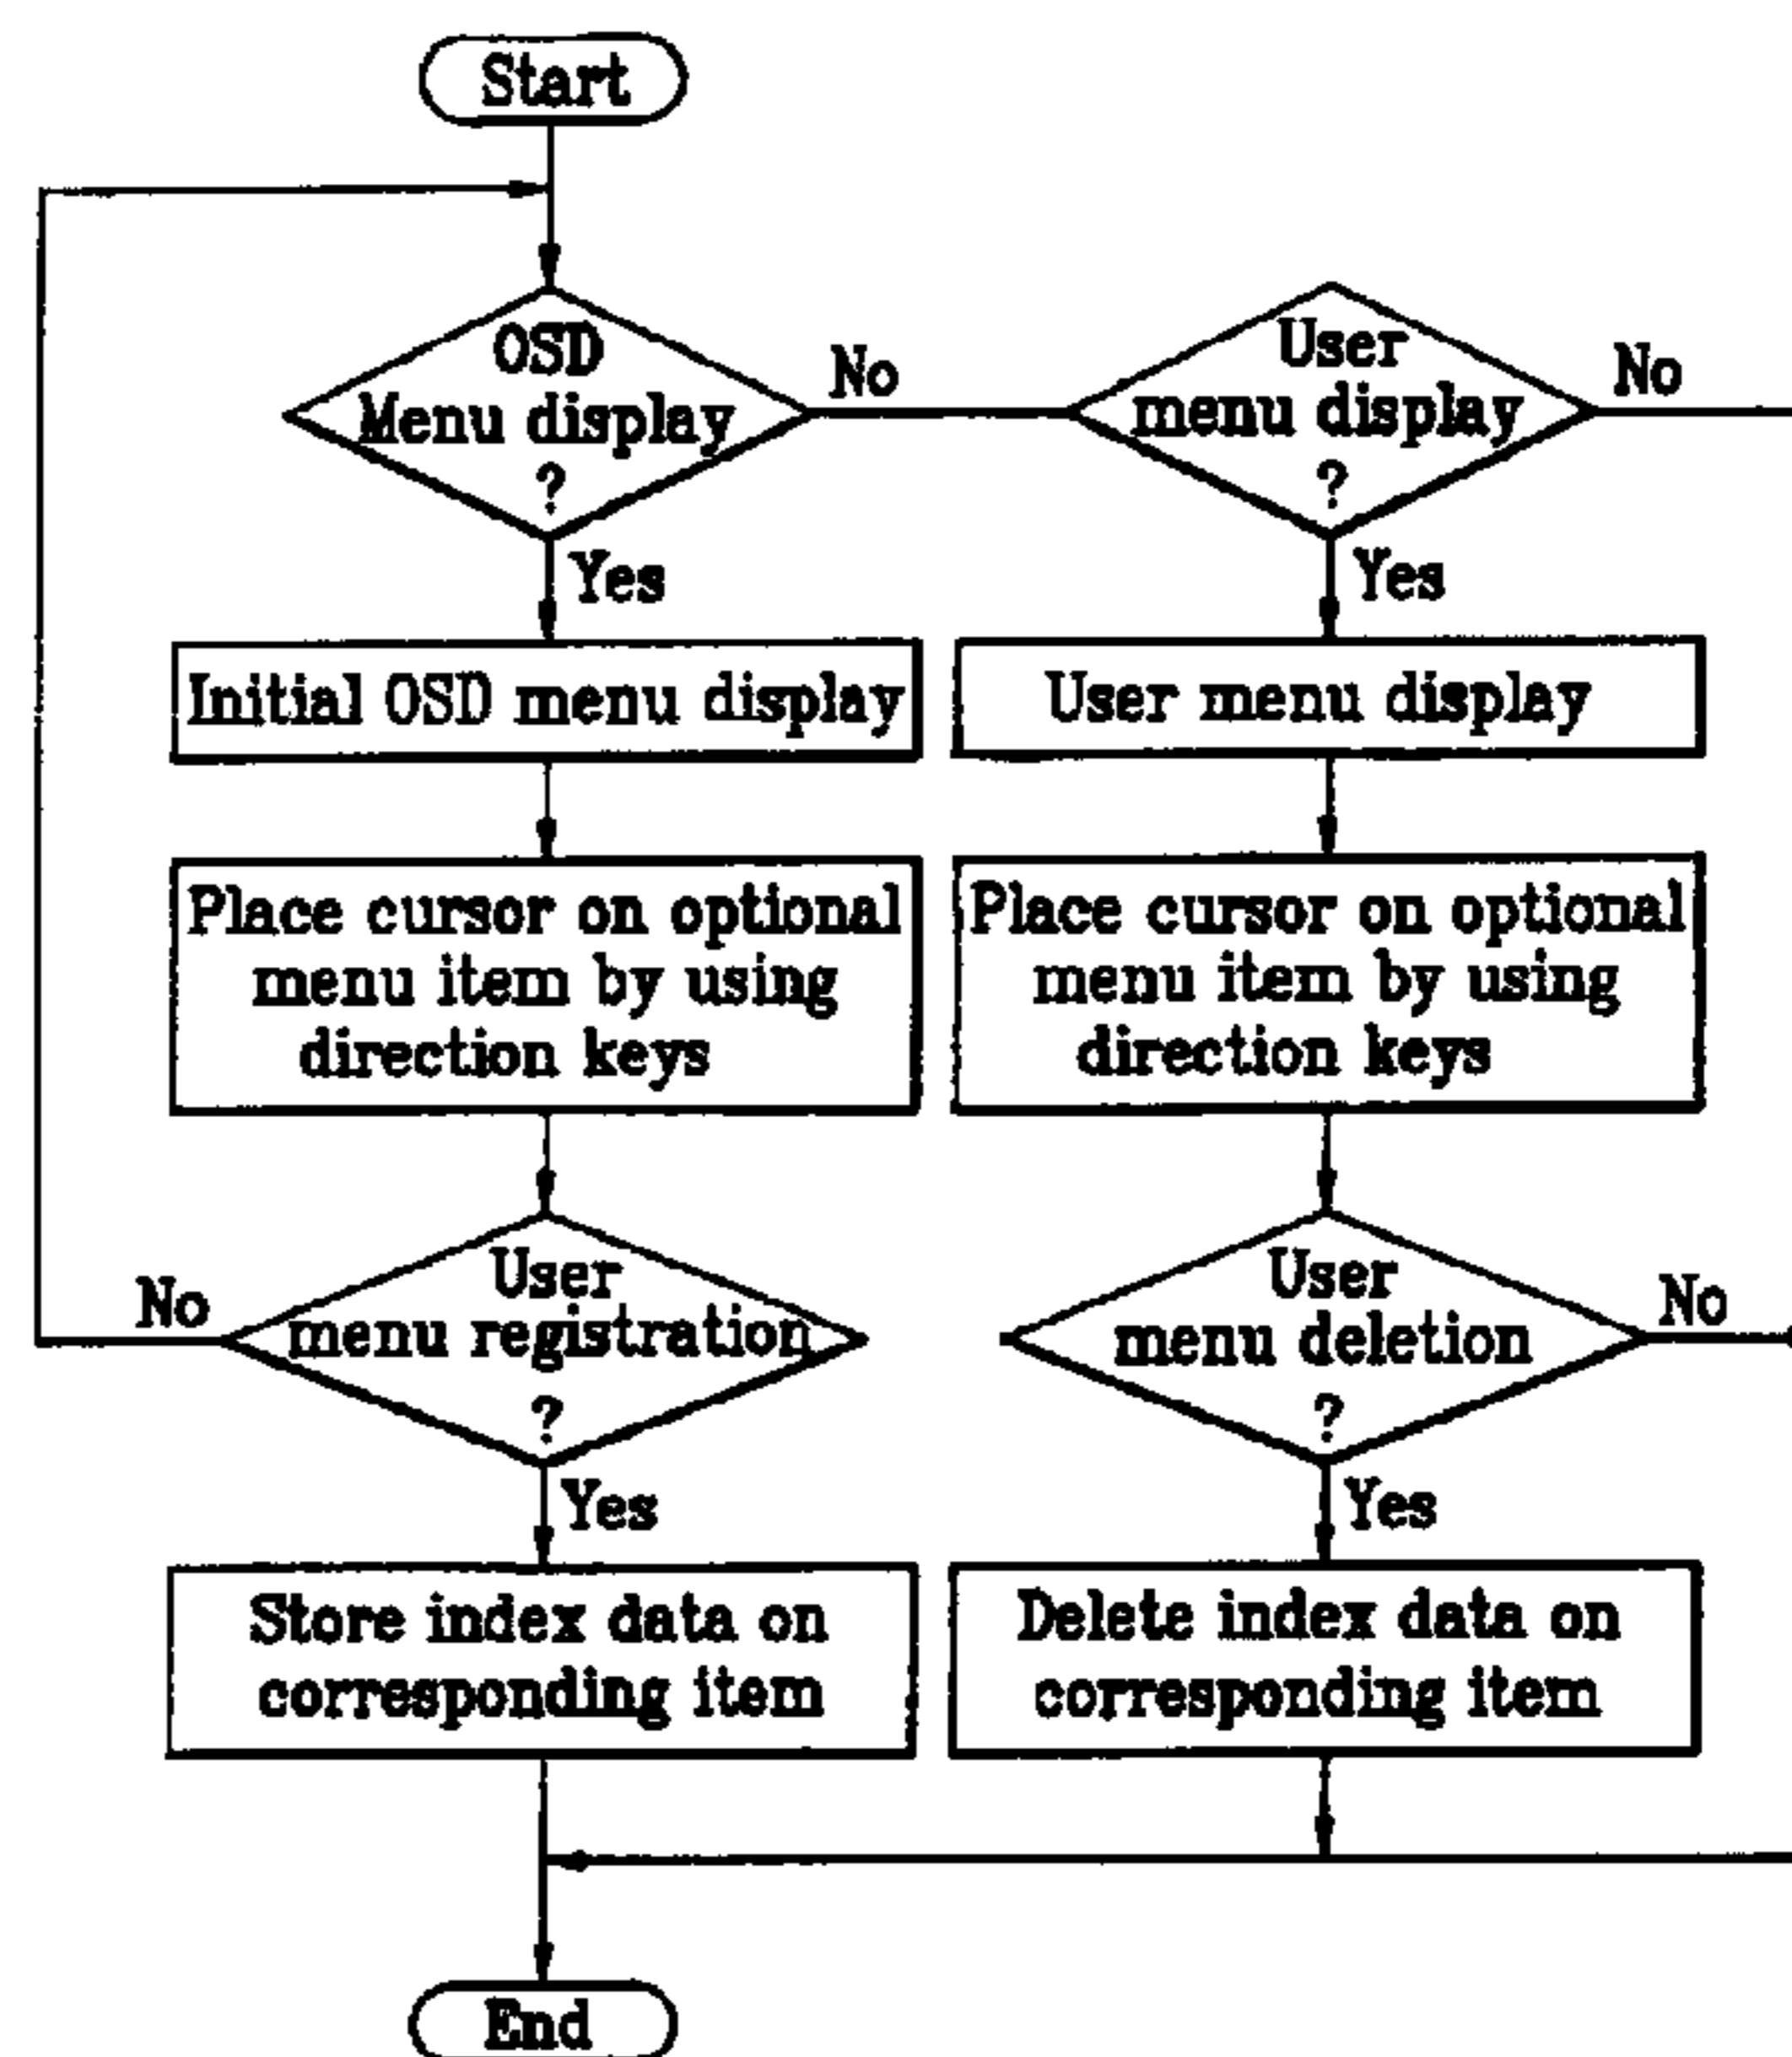 Start
OSD
Menu display
?
No
Yes
User
menu display
?
No
Yes
Initial OSD menu display
User menu display
Place cursor on optional
menu item by using
direction keys
Place cursor on optional
menu item by using
direction keys
User
menu registration
?
No
Yes
User
menu deletion
?
No
Yes
Store index data on
corresponding item
Delete index data on
corresponding item
End